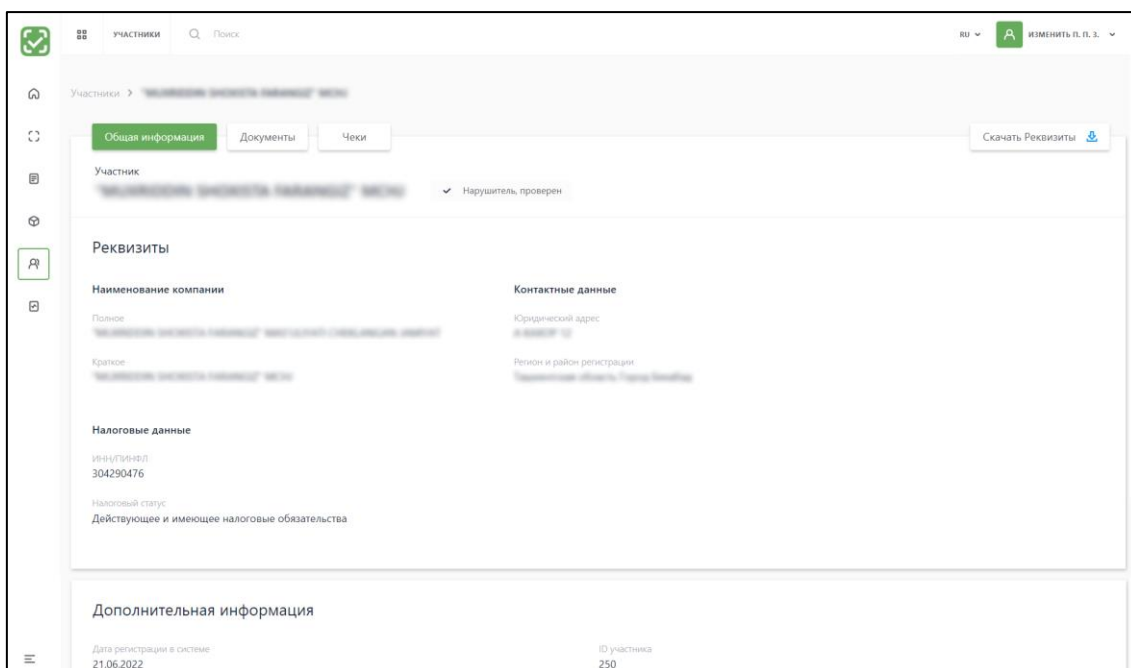 УЧАСТНИКИ Поиск RU ИЗМЕНИТЬ П. П. З.
Участники >
Общая информация Документы Чеки Скачать Реквизиты
Участник
Нарушитель, проверен
Реквизиты
Наименование компании
Полное
Краткое
Контактные данные
Юридический адрес
Регион и район регистрации
Налоговые данные
ИНН/ПИНФЛ
304290476
Налоговый статус
Действующее и имеющее налоговые обязательства
Дополнительная информация
Дата регистрации в системе
21.06.2022
ID участника
250